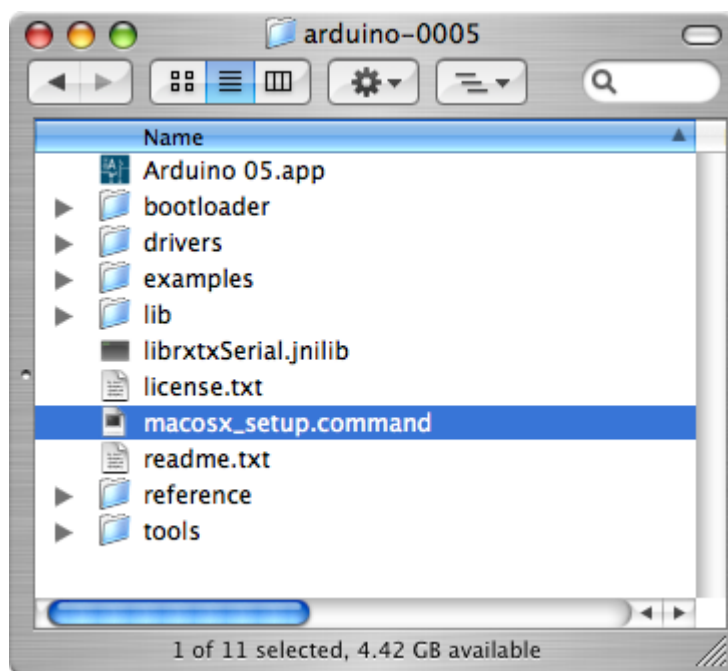 arduino-0005
Name
Arduino 05.app
bootloader
drivers
examples
lib
librxtxSerial.jnilib
license.txt
macosx_setup.command
readme.txt
reference
tools
1 of 11 selected, 4.42 GB available